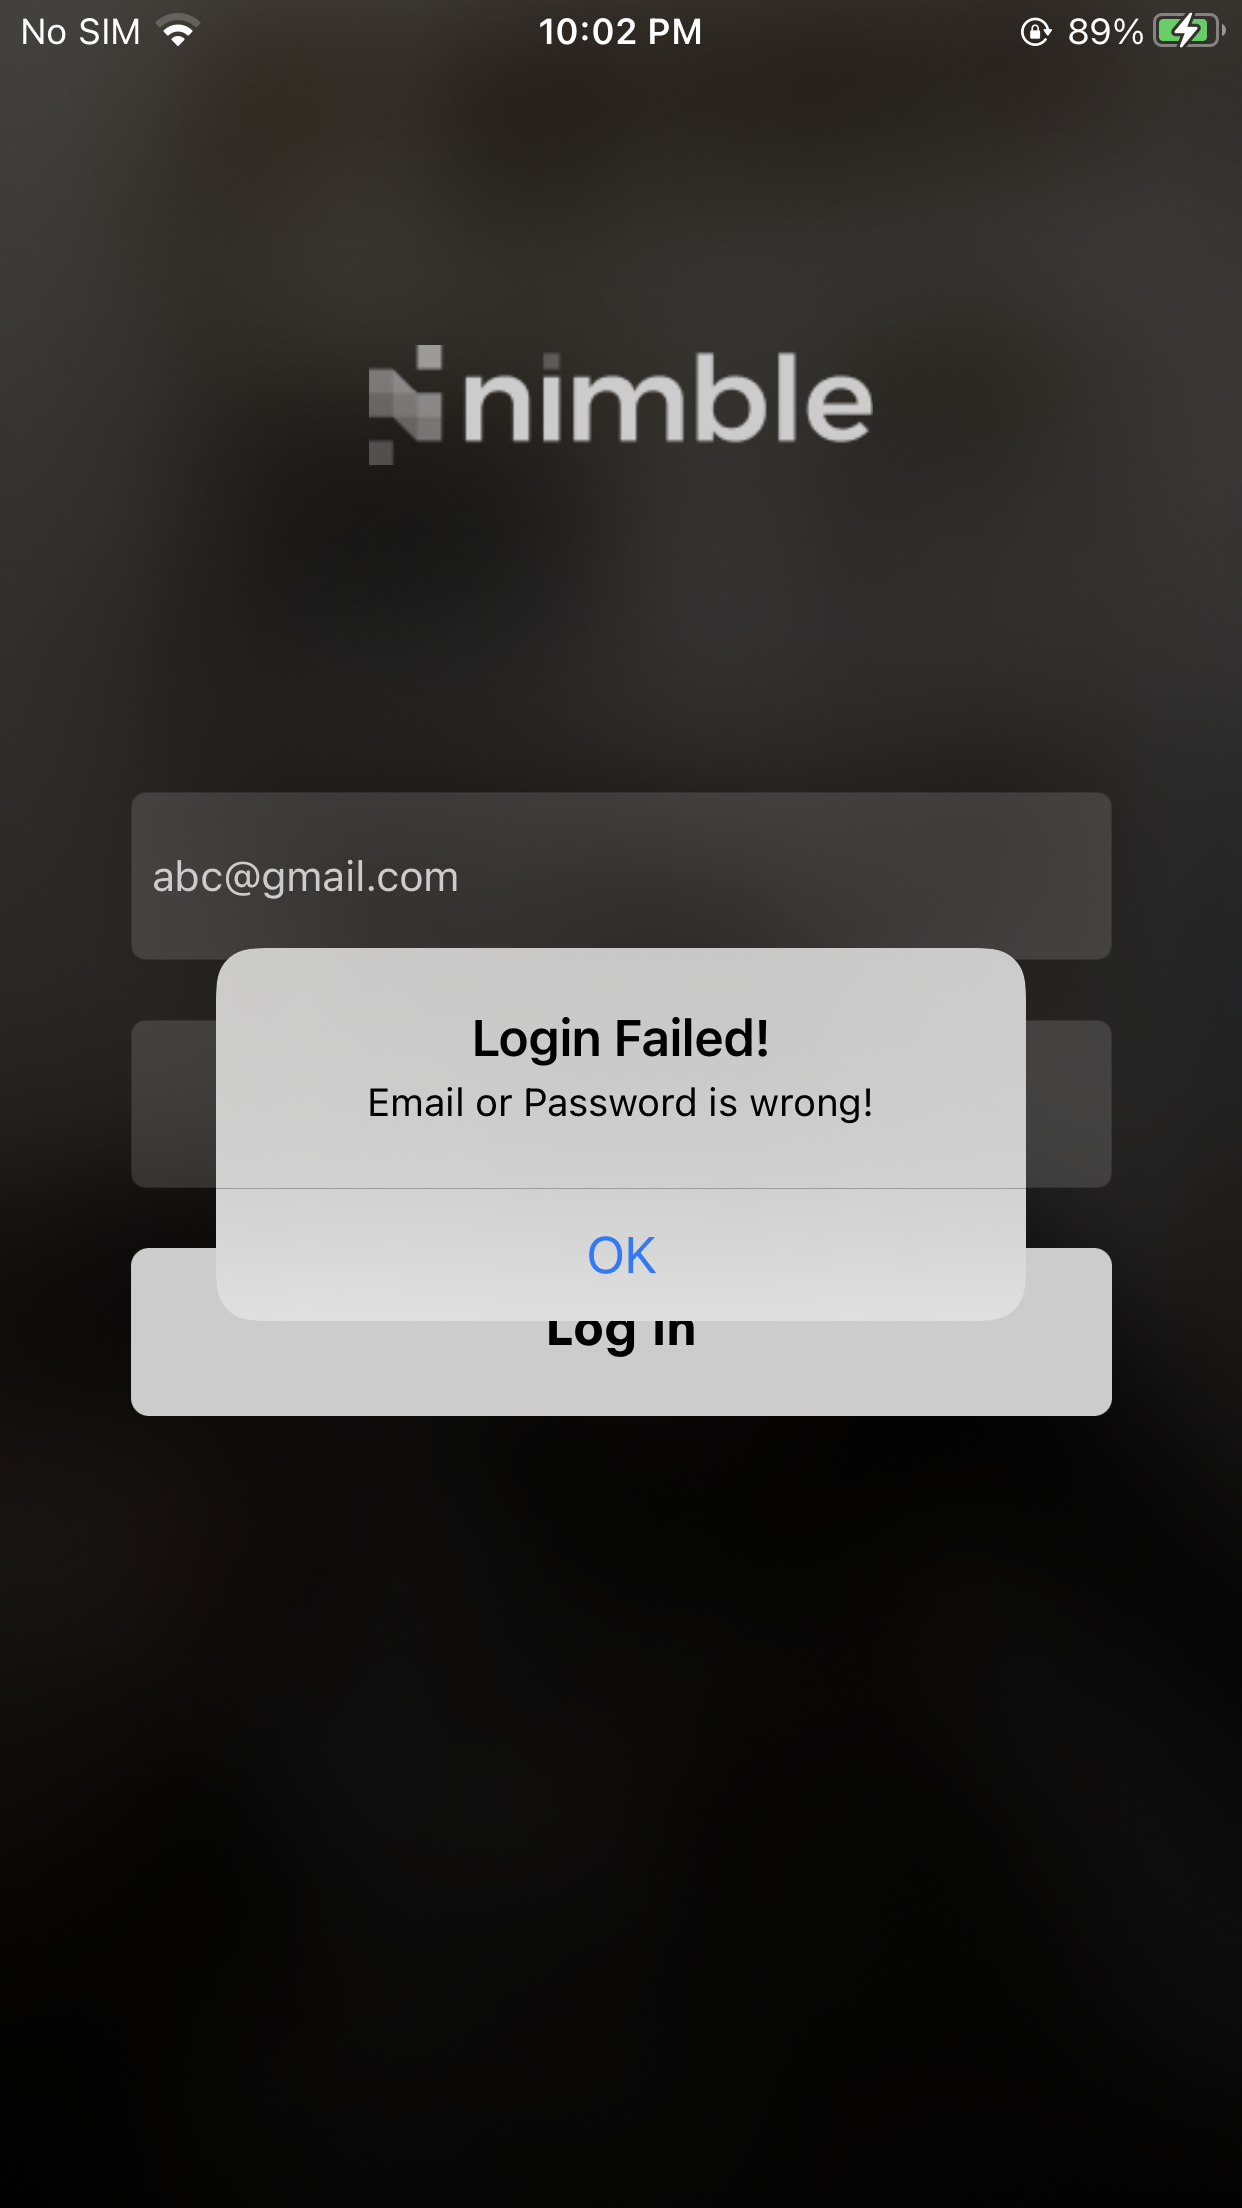 No SIM 10:02 PM 89%
nimble
abc@gmail.com
Login Failed!
Email or Password is wrong!
OK
Log in